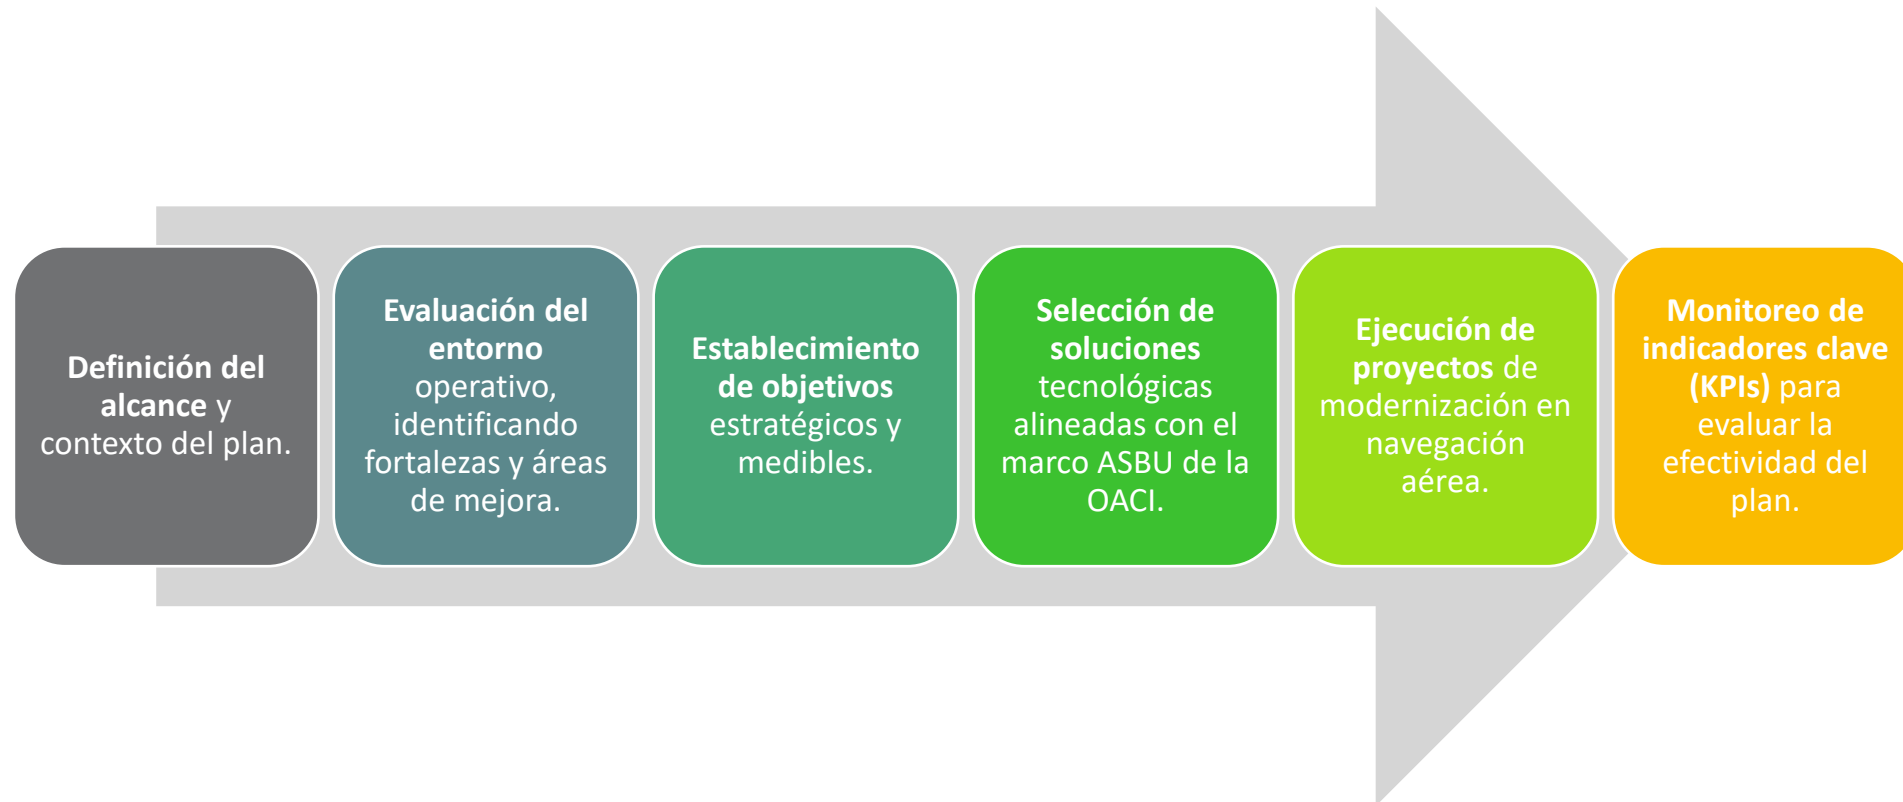 Definición del
alcance y
contexto del plan.
Evaluación del
entorno
operativo,
identificando
fortalezas y áreas
de mejora.
Establecimiento
de objetivos
estratégicos y
medibles.
Selección de
soluciones
tecnológicas
alineadas con el
marco ASBU de la
OACI.
Ejecución de
proyectos de
modernización en
navegación
aérea.
Monitoreo de
indicadores clave
(KPIs) para
evaluar la
efectividad del
plan.